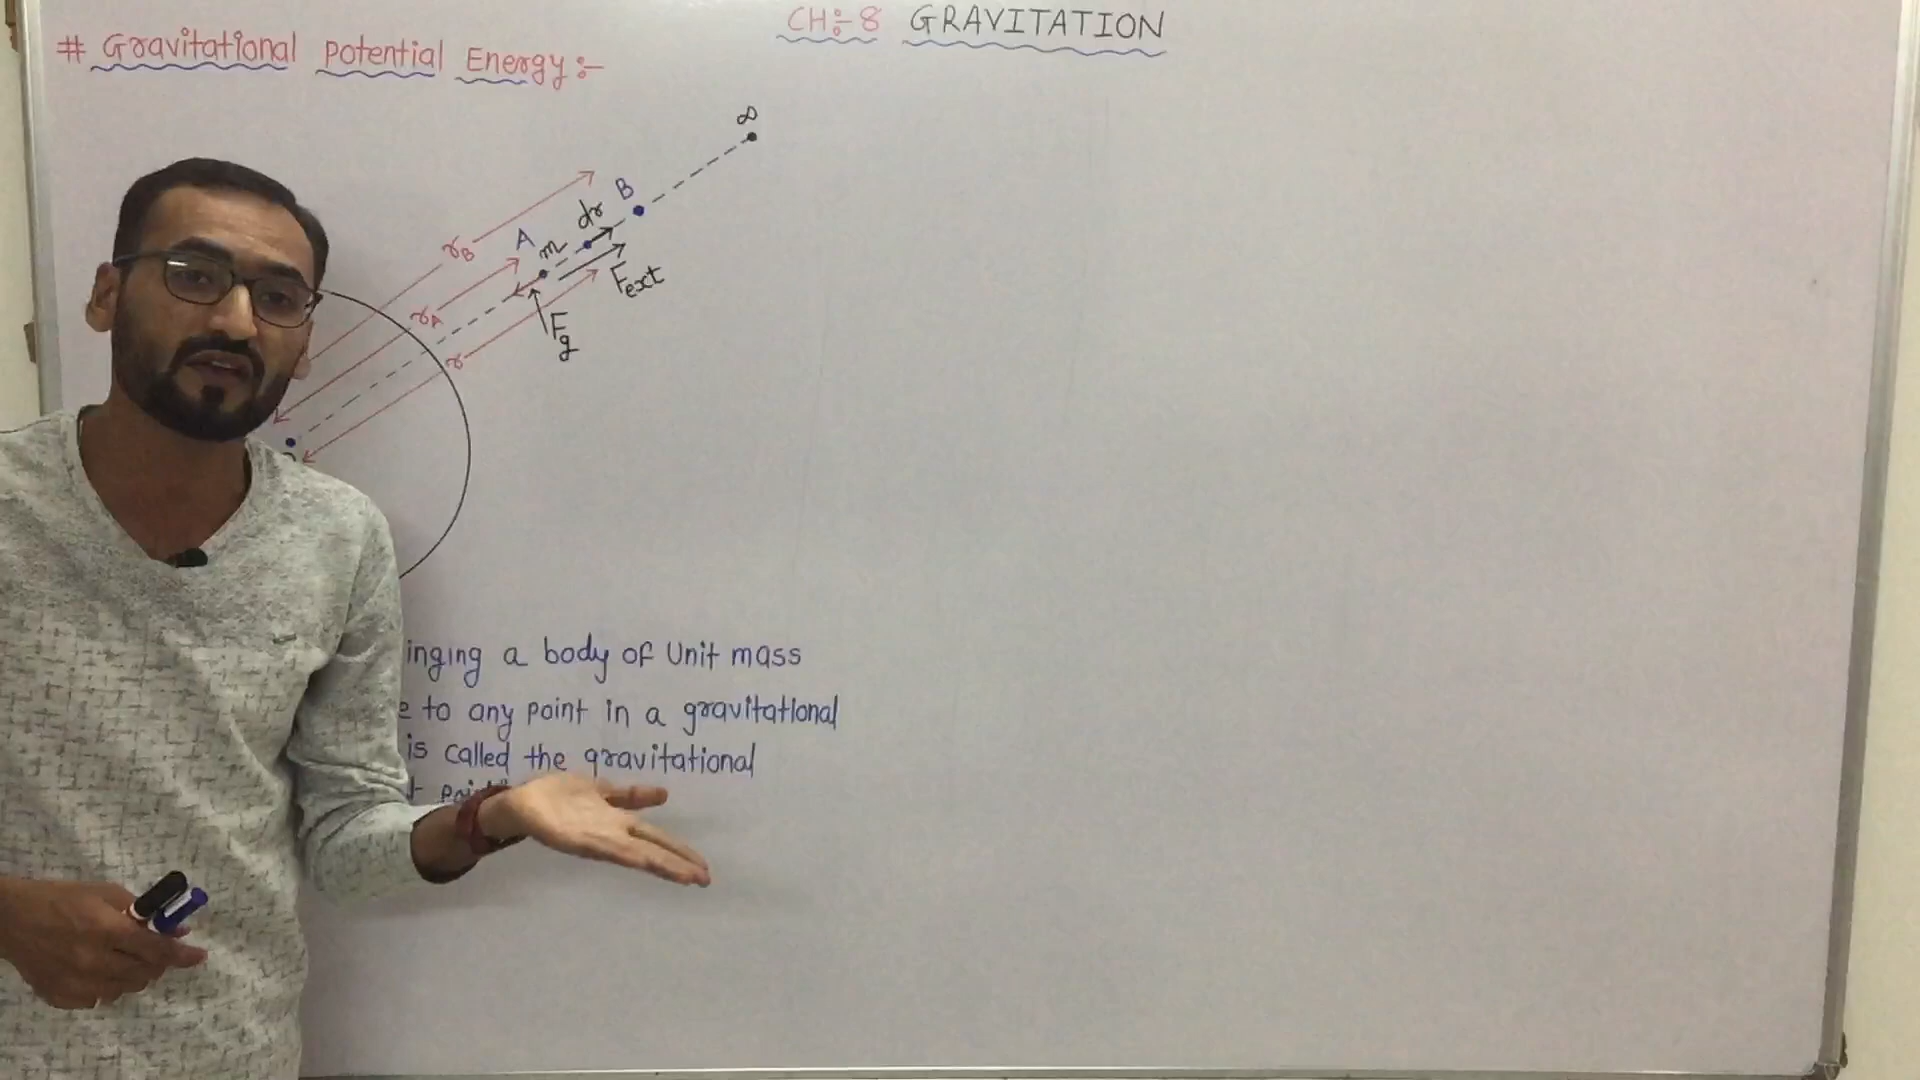 CH:- 8 GRAVITATION
# Gravitational Potential Energy :-
∞
B
dr
A
m
r_B
F_ext
r_A
F_g
r
inging a body of Unit mass
e to any point in a gravitational
is called the gravitational